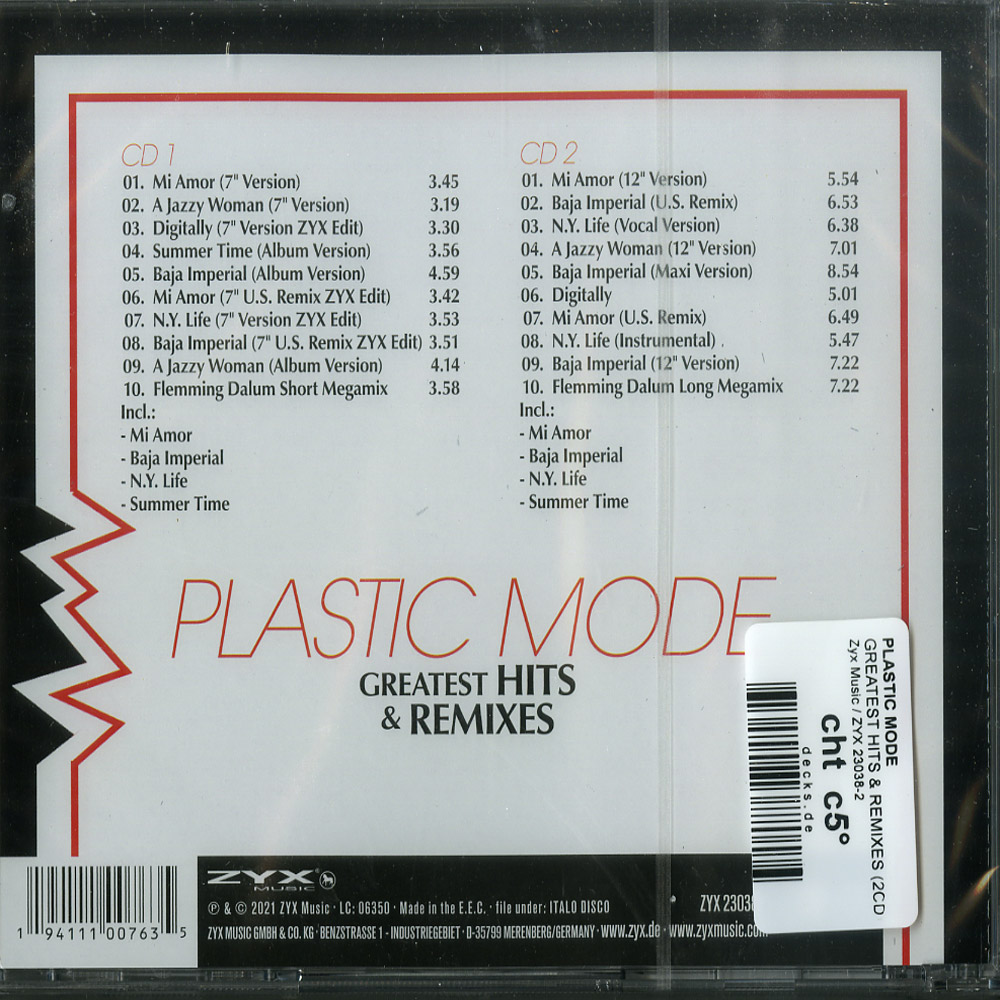 CD 1
01. Mi Amor (7" Version) 3.45
02. A Jazzy Woman (7" Version) 3.19
03. Digitally (7" Version ZYX Edit) 3.30
04. Summer Time (Album Version) 3.56
05. Baja Imperial (Album Version) 4.59
06. Mi Amor (7" U.S. Remix ZYX Edit) 3.42
07. N.Y. Life (7" Version ZYX Edit) 3.53
08. Baja Imperial (7" U.S. Remix ZYX Edit) 3.51
09. A Jazzy Woman (Album Version) 4.14
10. Flemming Dalum Short Megamix 3.58
Incl.:
- Mi Amor
- Baja Imperial
- N.Y. Life
- Summer Time
CD 2
01. Mi Amor (12" Version) 5.54
02. Baja Imperial (U.S. Remix) 6.53
03. N.Y. Life (Vocal Version) 6.38
04. A Jazzy Woman (12" Version) 7.01
05. Baja Imperial (Maxi Version) 8.54
06. Digitally 5.01
07. Mi Amor (U.S. Remix) 6.49
08. N.Y. Life (Instrumental) 5.47
09. Baja Imperial (12" Version) 7.22
10. Flemming Dalum Long Megamix 7.22
Incl.:
- Mi Amor
- Baja Imperial
- N.Y. Life
- Summer Time
PLASTIC MODE
GREATEST HITS
& REMIXES
PLASTIC MODE
GREATEST HITS & REMIXES (2CD
Zyx Music / ZYX 23038-2
cht c5°
decks.de
1 94111 00763 5
ZYX®
MUSIC
℗ & © 2021 ZYX Music · LC: 06350 · Made in the E.E.C. · file under: ITALO DISCO
ZYX 23038
ZYX MUSIC GMBH & CO. KG · BENZSTRASSE 1 - INDUSTRIEGEBIET · D-35799 MERENBERG/GERMANY · www.zyx.de · www.zyxmusic.com